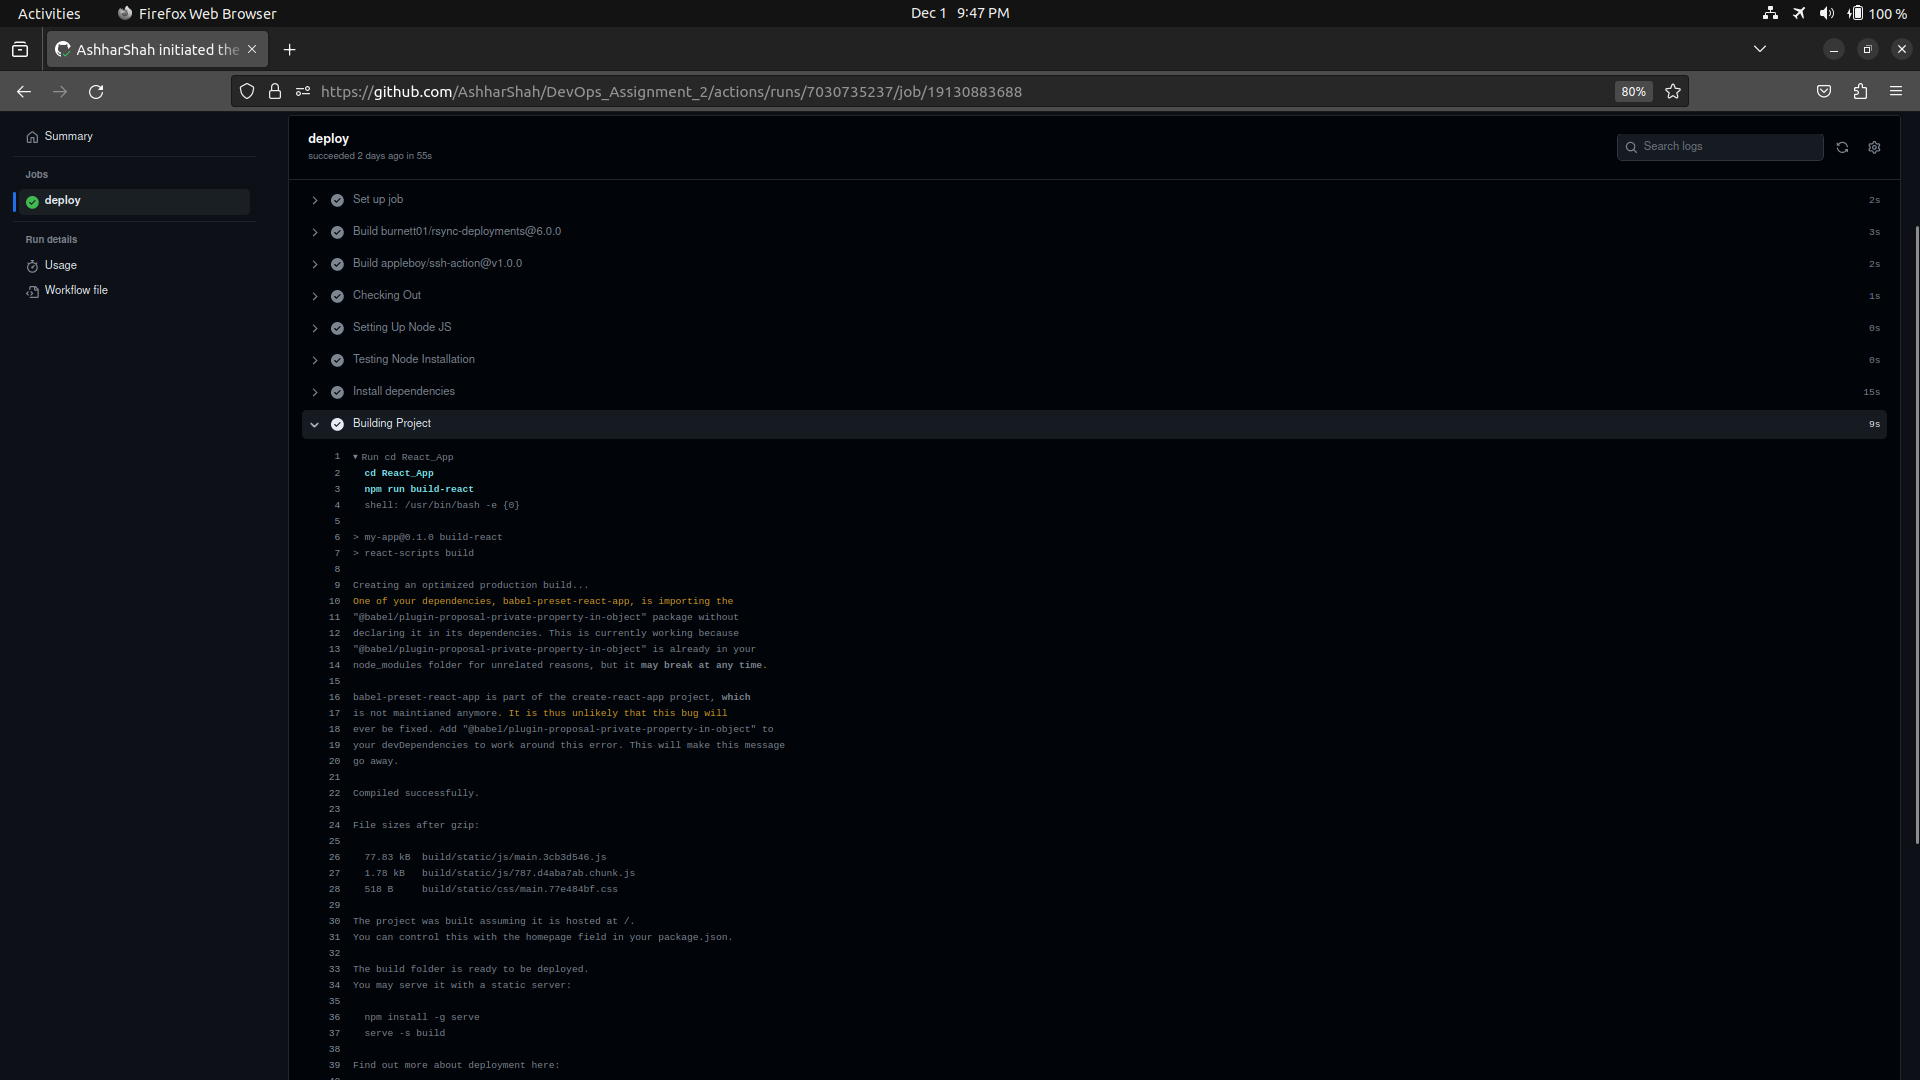 Activities
Firefox Web Browser
Dec 1 9:47 PM
100 %
AshharShah initiated the
https://github.com/AshharShah/DevOps_Assignment_2/actions/runs/7030735237/job/19130883688
80%
Summary
Jobs
deploy
Run details
Usage
Workflow file
deploy
succeeded 2 days ago in 55s
Search logs
Set up job 2s
Build burnett01/rsync-deployments@6.0.0 3s
Build appleboy/ssh-action@v1.0.0 2s
Checking Out 1s
Setting Up Node JS 0s
Testing Node Installation 0s
Install dependencies 15s
Building Project 9s
1 ▼ Run cd React_App
2 cd React_App
3 npm run build-react
4 shell: /usr/bin/bash -e {0}
5
6 > my-app@0.1.0 build-react
7 > react-scripts build
8
9 Creating an optimized production build...
10 One of your dependencies, babel-preset-react-app, is importing the
11 "@babel/plugin-proposal-private-property-in-object" package without
12 declaring it in its dependencies. This is currently working because
13 "@babel/plugin-proposal-private-property-in-object" is already in your
14 node_modules folder for unrelated reasons, but it may break at any time.
15
16 babel-preset-react-app is part of the create-react-app project, which
17 is not maintianed anymore. It is thus unlikely that this bug will
18 ever be fixed. Add "@babel/plugin-proposal-private-property-in-object" to
19 your devDependencies to work around this error. This will make this message
20 go away.
21
22 Compiled successfully.
23
24 File sizes after gzip:
25
26 77.83 kB build/static/js/main.3cb3d546.js
27 1.78 kB build/static/js/787.d4aba7ab.chunk.js
28 518 B build/static/css/main.77e484bf.css
29
30 The project was built assuming it is hosted at /.
31 You can control this with the homepage field in your package.json.
32
33 The build folder is ready to be deployed.
34 You may serve it with a static server:
35
36 npm install -g serve
37 serve -s build
38
39 Find out more about deployment here: